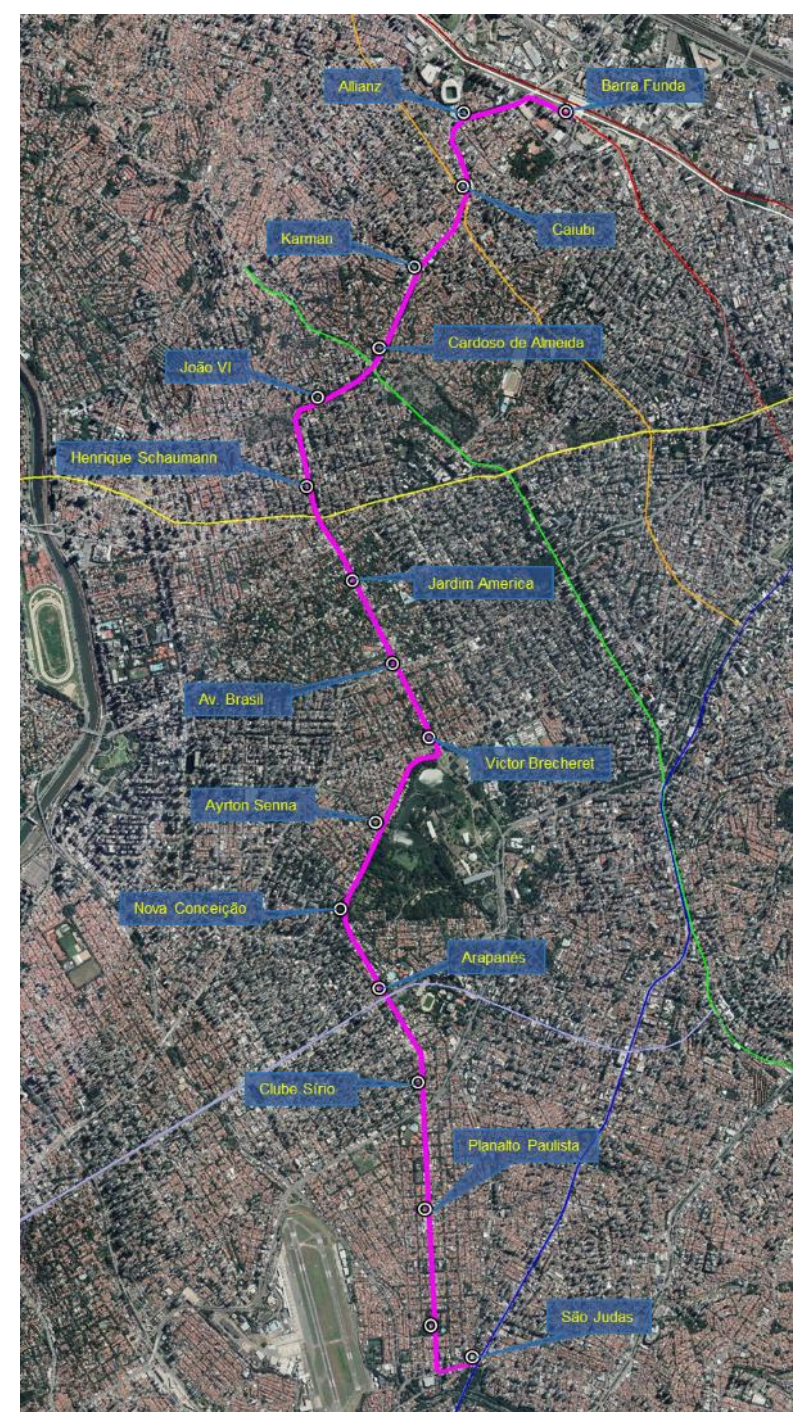 Allianz
Barra Funda
Caiubi
Karman
Cardoso de Almeida
João VI
Henrique Schaumann
Jardim America
Av. Brasil
Victor Brecheret
Ayrton Senna
Nova Conceição
Arapanés
Clube Sírio
Planalto Paulista
São Judas